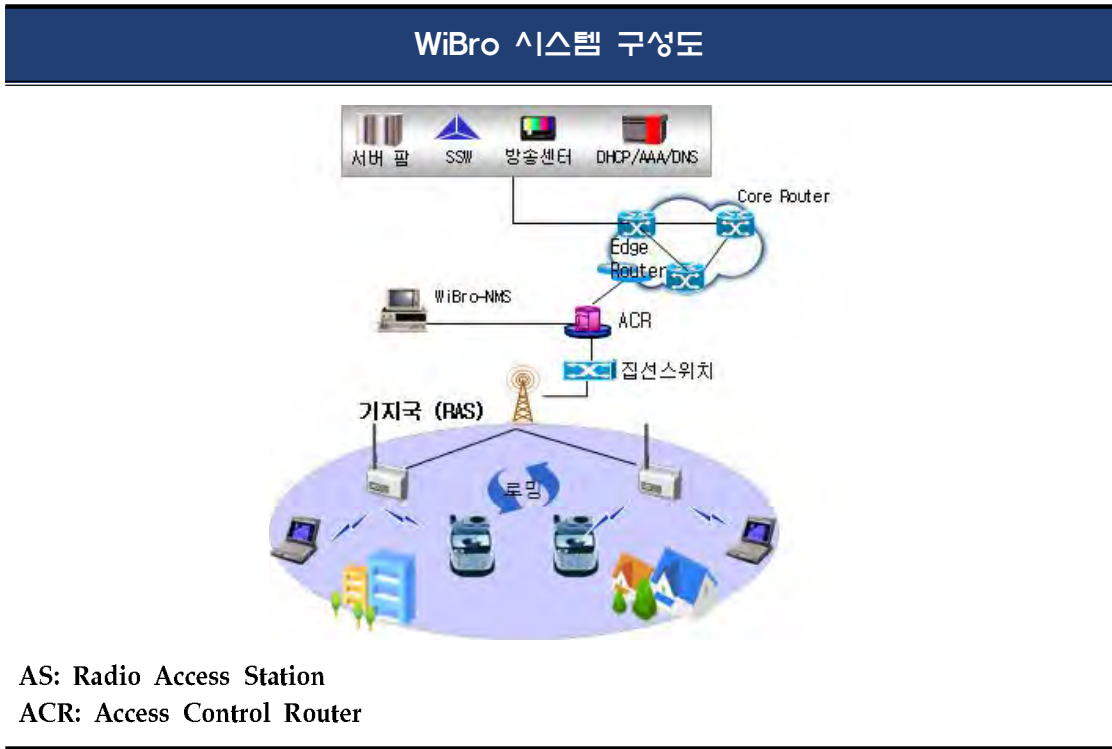 WiBro 시스템 구성도
서버 팜 SSW 방송센터 DHCP/AAA/DNS
Core Router
Edge
Router
WiBro-NMS
ACR
집선스위치
기지국 (RAS)
로밍
AS: Radio Access Station
ACR: Access Control Router